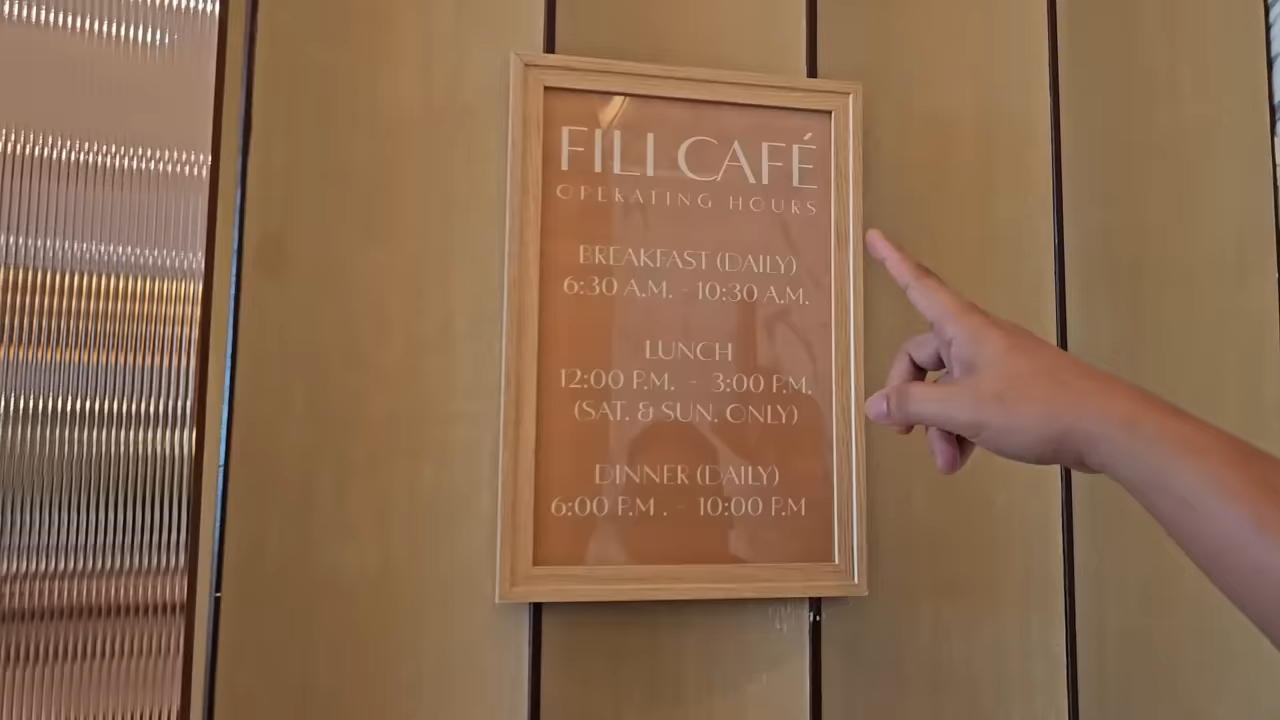 FILI CAFÉ
OPERATING HOURS
BREAKFAST (DAILY)
6:30 A.M. - 10:30 A.M.
LUNCH
12:00 P.M. - 3:00 P.M.
(SAT. & SUN. ONLY)
DINNER (DAILY)
6:00 P.M . - 10:00 P.M